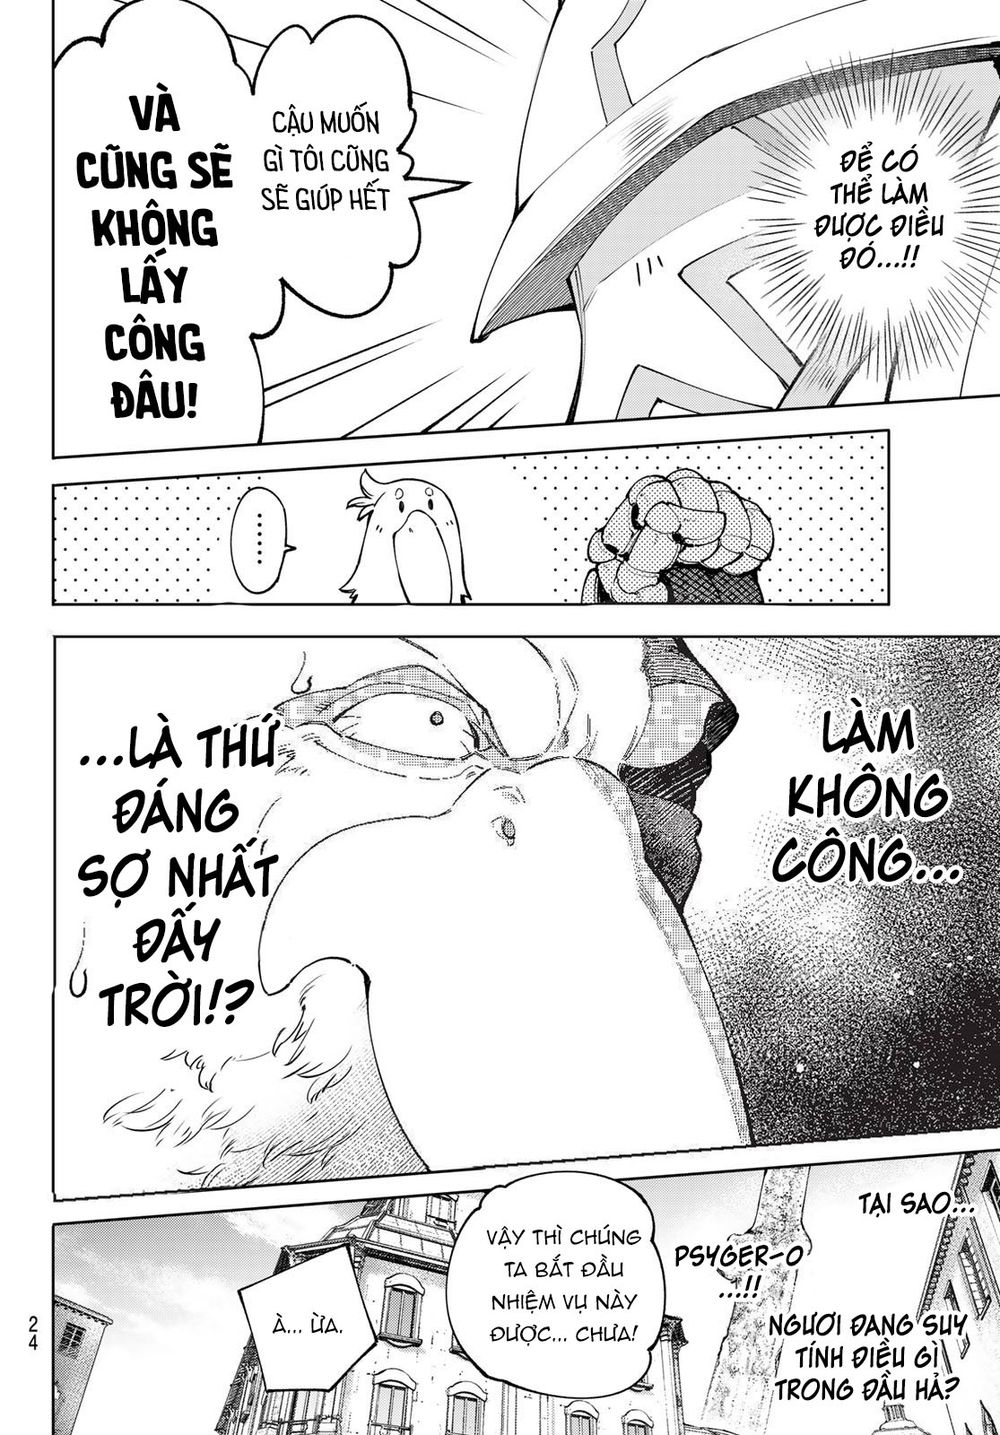 ĐỂ CÓ
THỂ LÀM
ĐƯỢC ĐIỀU
ĐÓ...!!
CẬU MUỐN
GÌ TÔI CŨNG
SẼ GIÚP HẾT
VÀ
CŨNG SẼ
KHÔNG
LẤY
CÔNG
ĐÂU!
......
LÀM
KHÔNG
CÔNG...
...LÀ THỨ
ĐÁNG
SỢ NHẤT
ĐẤY
TRỜI!?
TẠI SAO...
PSYGER-O
...!!
NGƯƠI ĐANG SUY
TÍNH ĐIỀU GÌ
TRONG ĐẦU HẢ?
VẬY THÌ CHÚNG
TA BẮT ĐẦU
NHIỆM VỤ NÀY
ĐƯỢC... CHƯA!
À... ỪA.
24